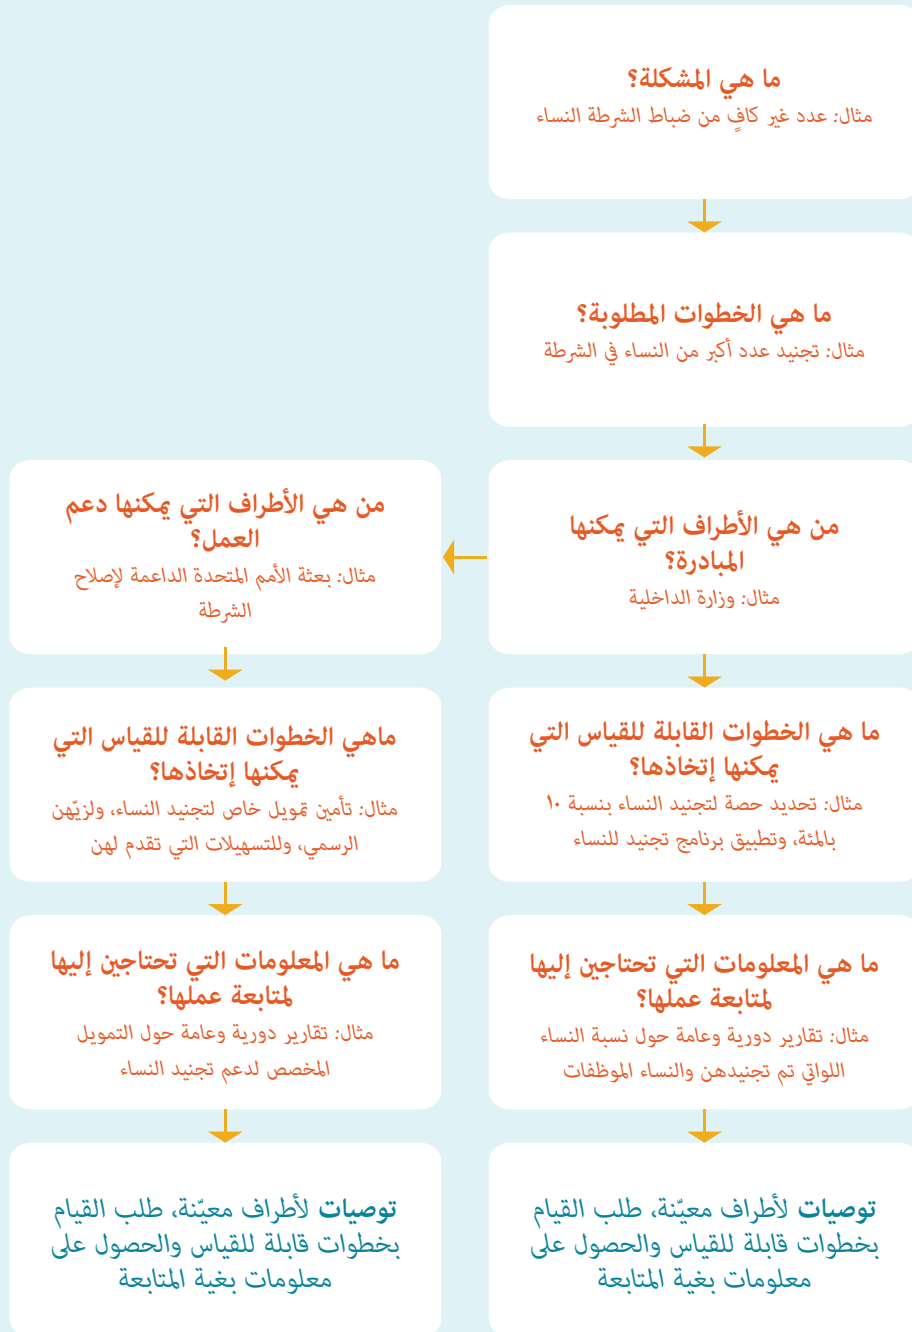 ما هي المشكلة؟
مثال: عدد غير كافٍ من ضباط الشرطة النساء
ما هي الخطوات المطلوبة؟
مثال: تجنيد عدد أكبر من النساء في الشرطة
من هي الأطراف التي يمكنها
المبادرة؟
مثال: وزارة الداخلية
ما هي الخطوات القابلة للقياس التي
يمكنها إتخاذها؟
مثال: تحديد حصة لتجنيد النساء بنسبة ١٠
بالمئة، وتطبيق برنامج تجنيد للنساء
ما هي المعلومات التي تحتاجين إليها
لمتابعة عملها؟
مثال: تقارير دورية وعامة حول نسبة النساء
اللواتي تم تجنيدهن والنساء الموظفات
توصيات لأطراف معيّنة، طلب القيام
بخطوات قابلة للقياس والحصول على
معلومات بغية المتابعة
من هي الأطراف التي يمكنها دعم
العمل؟
مثال: بعثة الأمم المتحدة الداعمة لإصلاح
الشرطة
ماهي الخطوات القابلة للقياس التي
يمكنها إتخاذها؟
مثال: تأمين تمويل خاص لتجنيد النساء، ولزيّهن
الرسمي، وللتسهيلات التي تقدم لهن
ما هي المعلومات التي تحتاجين إليها
لمتابعة عملها؟
مثال: تقارير دورية وعامة حول التمويل
المخصص لدعم تجنيد النساء
توصيات لأطراف معيّنة، طلب القيام
بخطوات قابلة للقياس والحصول على
معلومات بغية المتابعة